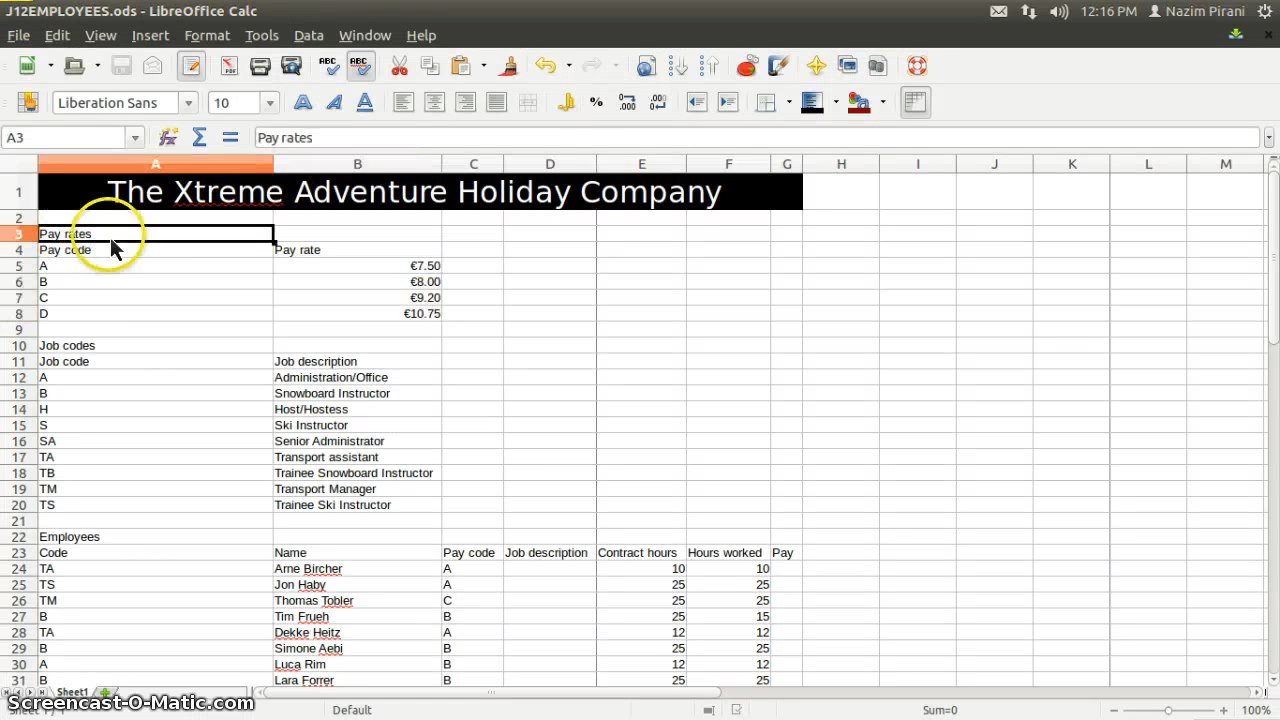 J12EMPLOYEES.ods - LibreOffice Calc 12:16 PM Nazim Pirani
File Edit View Insert Format Tools Data Window Help
Liberation Sans 10
A3 Pay rates
A B C D E F G H I J K L M
1 The Xtreme Adventure Holiday Company
2
3 Pay rates
4 Pay code Pay rate
5 A €7.50
6 B €8.00
7 C €9.20
8 D €10.75
9
10 Job codes
11 Job code Job description
12 A Administration/Office
13 B Snowboard Instructor
14 H Host/Hostess
15 S Ski Instructor
16 SA Senior Administrator
17 TA Transport assistant
18 TB Trainee Snowboard Instructor
19 TM Transport Manager
20 TS Trainee Ski Instructor
21
22 Employees
23 Code Name Pay code Job description Contract hours Hours worked Pay
24 TA Arne Bircher A 10 10
25 TS Jon Haby A 25 25
26 TM Thomas Tobler C 25 25
27 B Tim Frueh B 25 15
28 TA Dekke Heitz A 12 12
29 B Simone Aebi B 25 25
30 A Luca Rim B 12 12
31 B Lara Forrer B 25 25
Sheet1
Screencast-O-Matic.com
Default Sum=0 100%